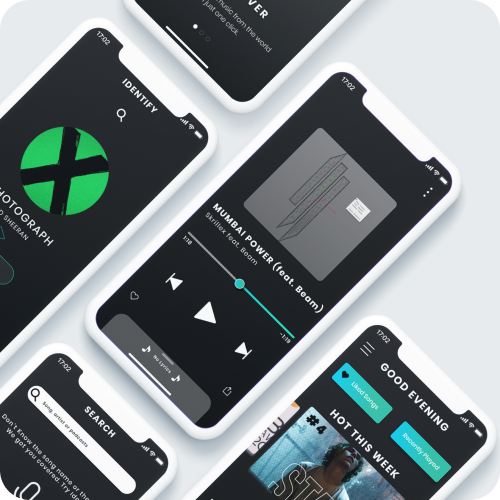 VER
music from the world
just one click.
17:02
IDENTIFY
HOTOGRAPH
D SHEERAN
17:02
MUMBAI POWER (feat. Beam)
Skrillex feat Beam
1:18
-1:19
No Lyrics
17:02
SEARCH
Song, artist or podcasts
Don't Know the song name or the
We got you covered. Try id
17:02
GOOD EVENING
Liked Songs
Recently Played
HOT THIS WEEK
#4